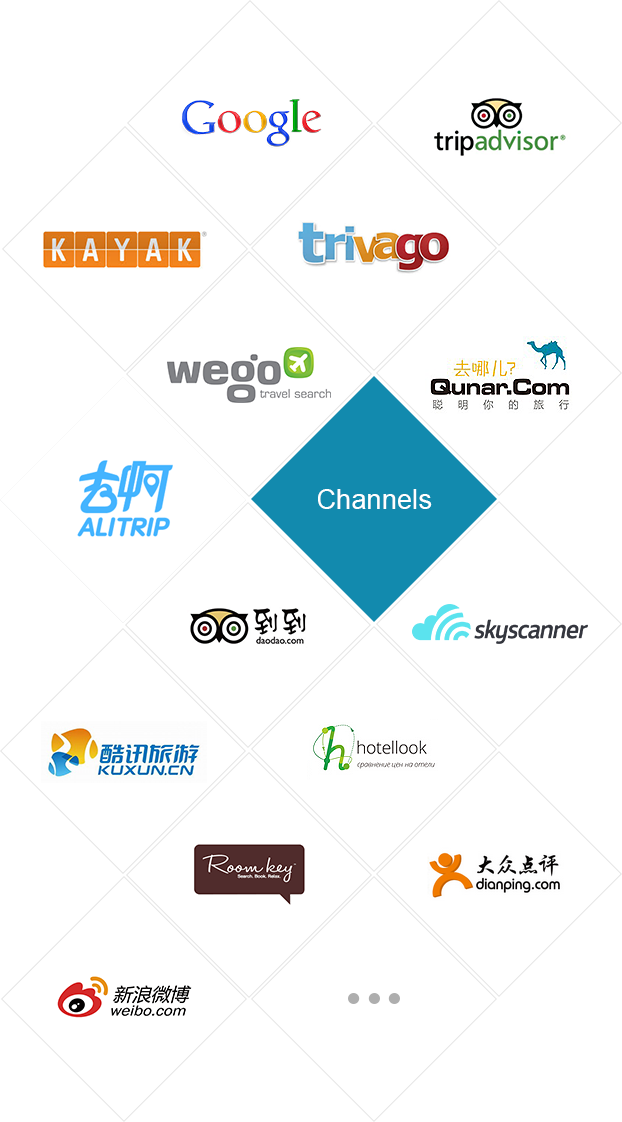 Google
tripadvisor®
KAYAK®
trivago
wego
travel search
去哪儿?
Qunar.Com
聪明你的旅行
去啊
ALITRIP
Channels
到到
daodao.com
skyscanner
酷讯旅游
KUXUN.CN
hotellook
сравнение цен на отели
Room key™
Search. Book. Relax.
大众点评
dianping.com
新浪微博
weibo.com